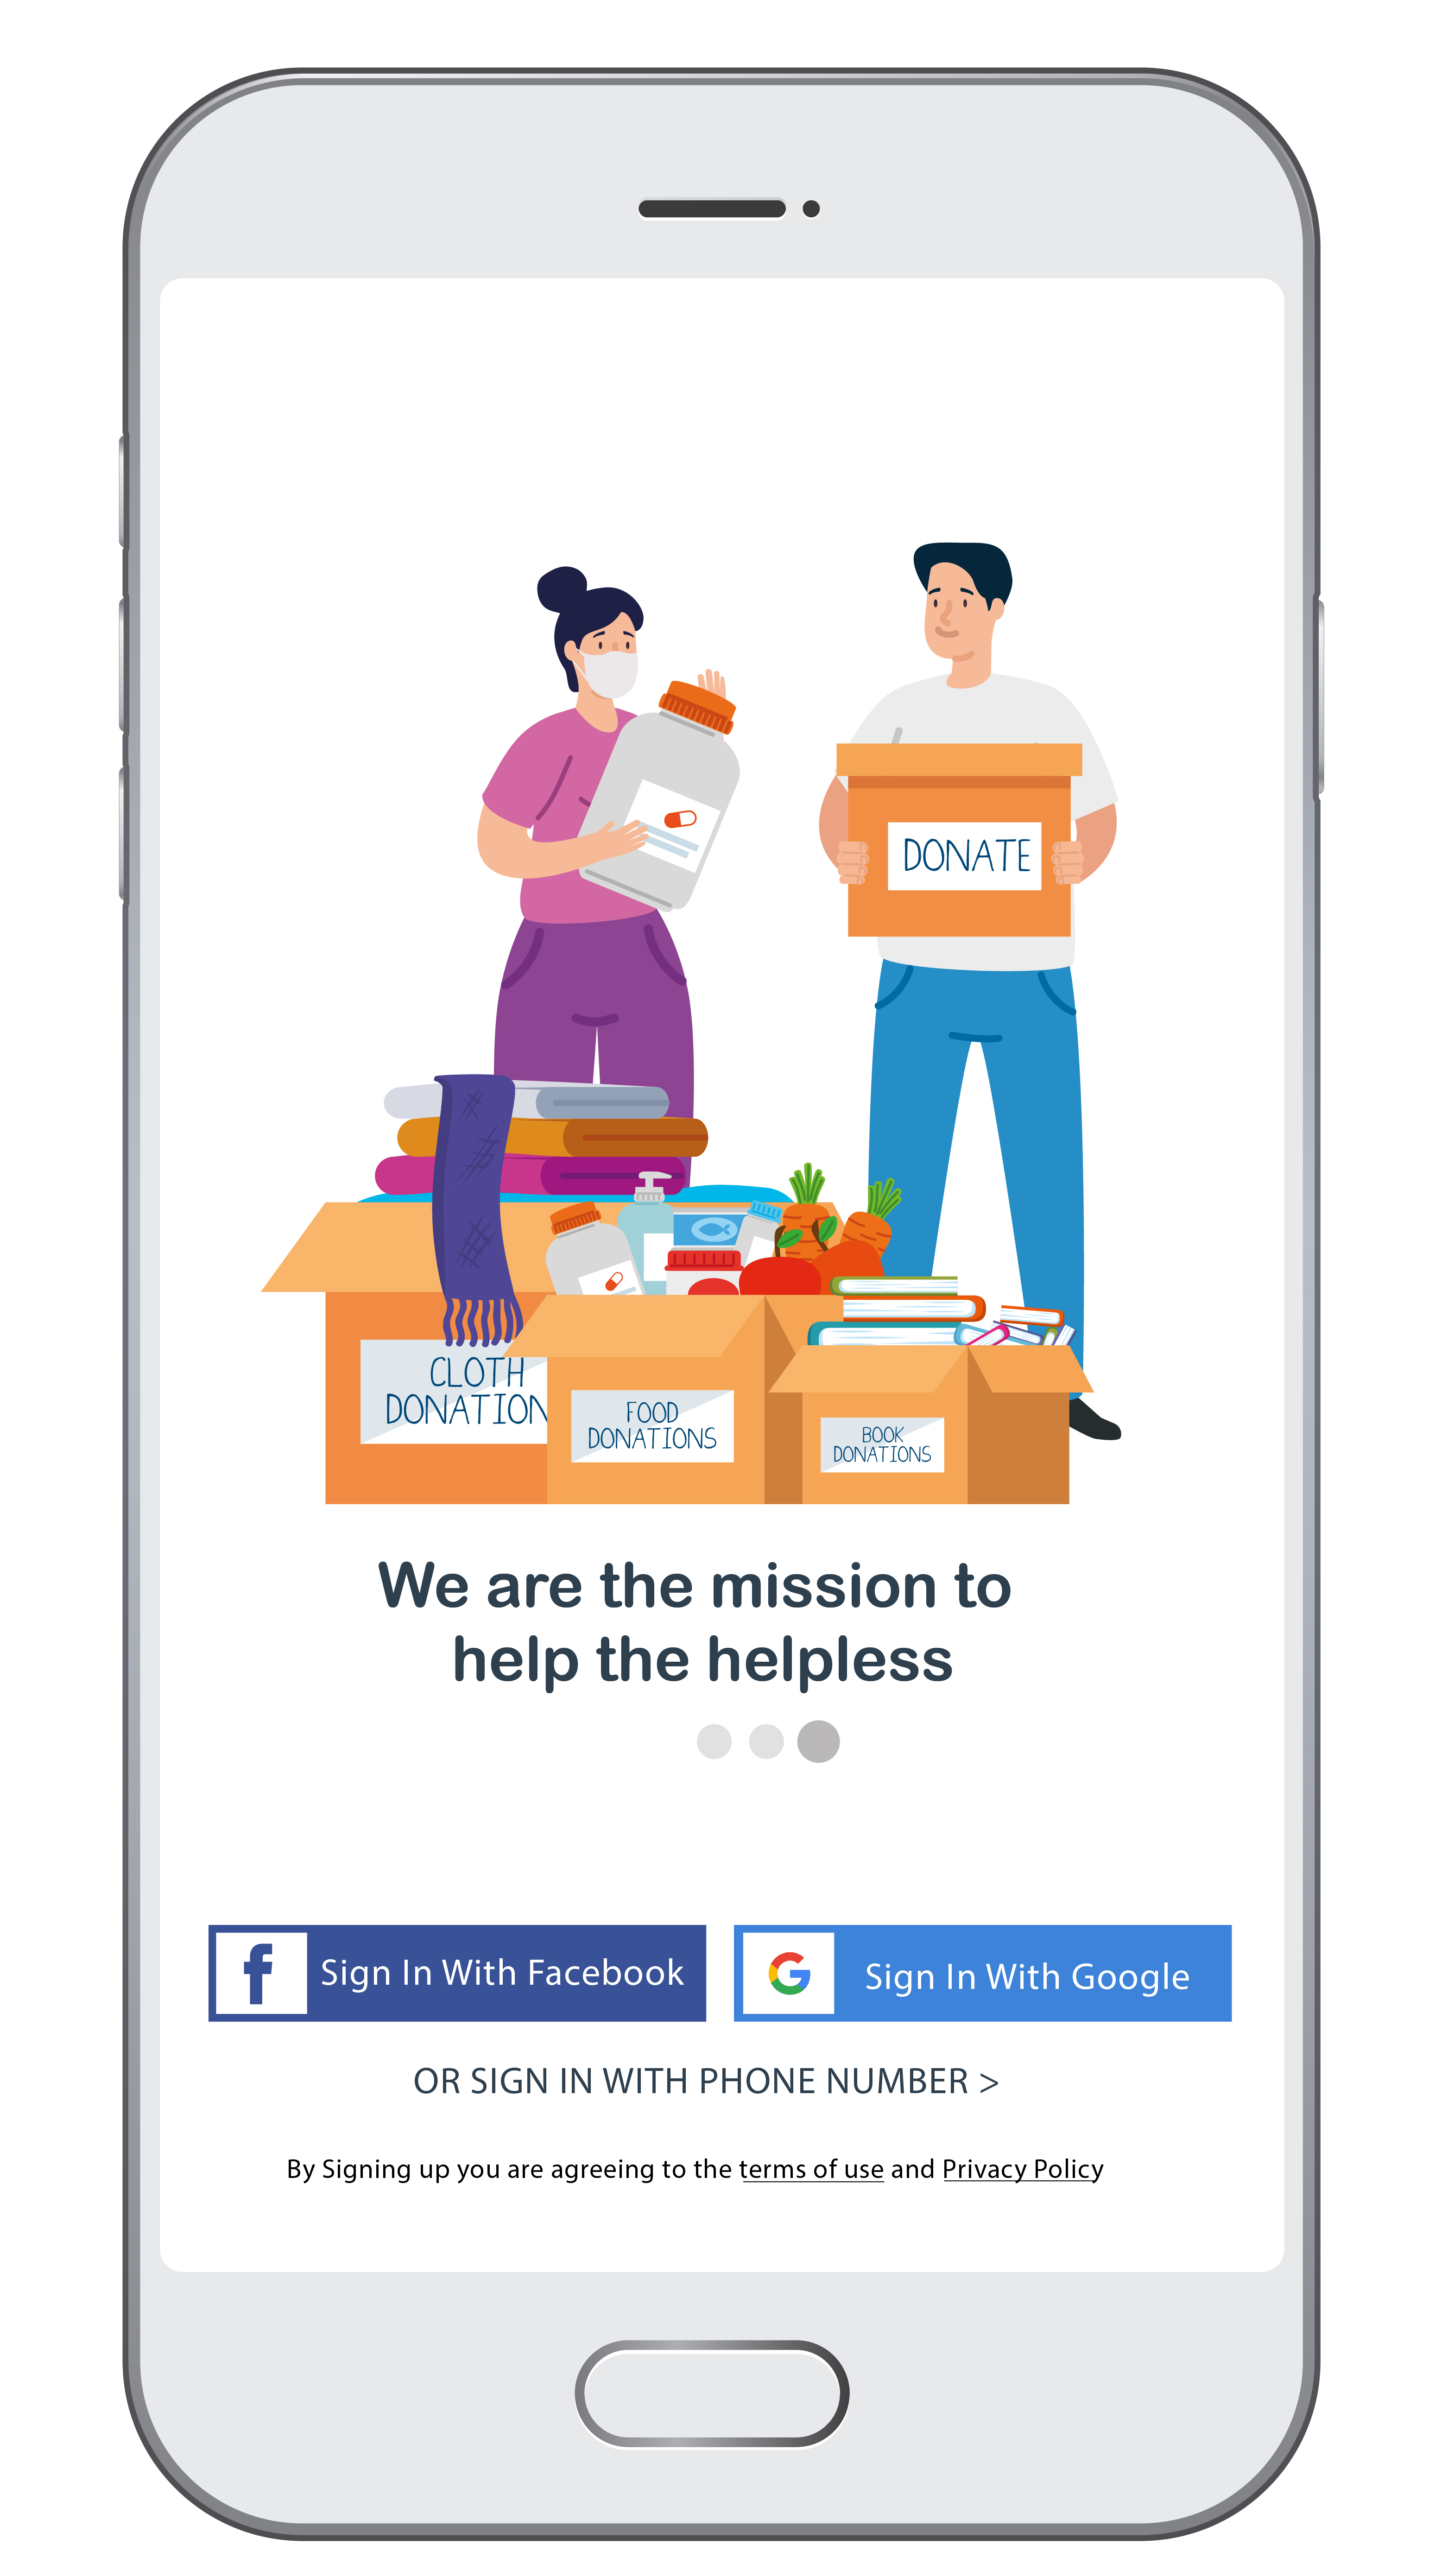 DONATE
CLOTH
DONATION
FOOD
DONATIONS
BOOK
DONATIONS
We are the mission to
help the helpless
f Sign In With Facebook
G Sign In With Google
OR SIGN IN WITH PHONE NUMBER >
By Signing up you are agreeing to the terms of use and Privacy Policy